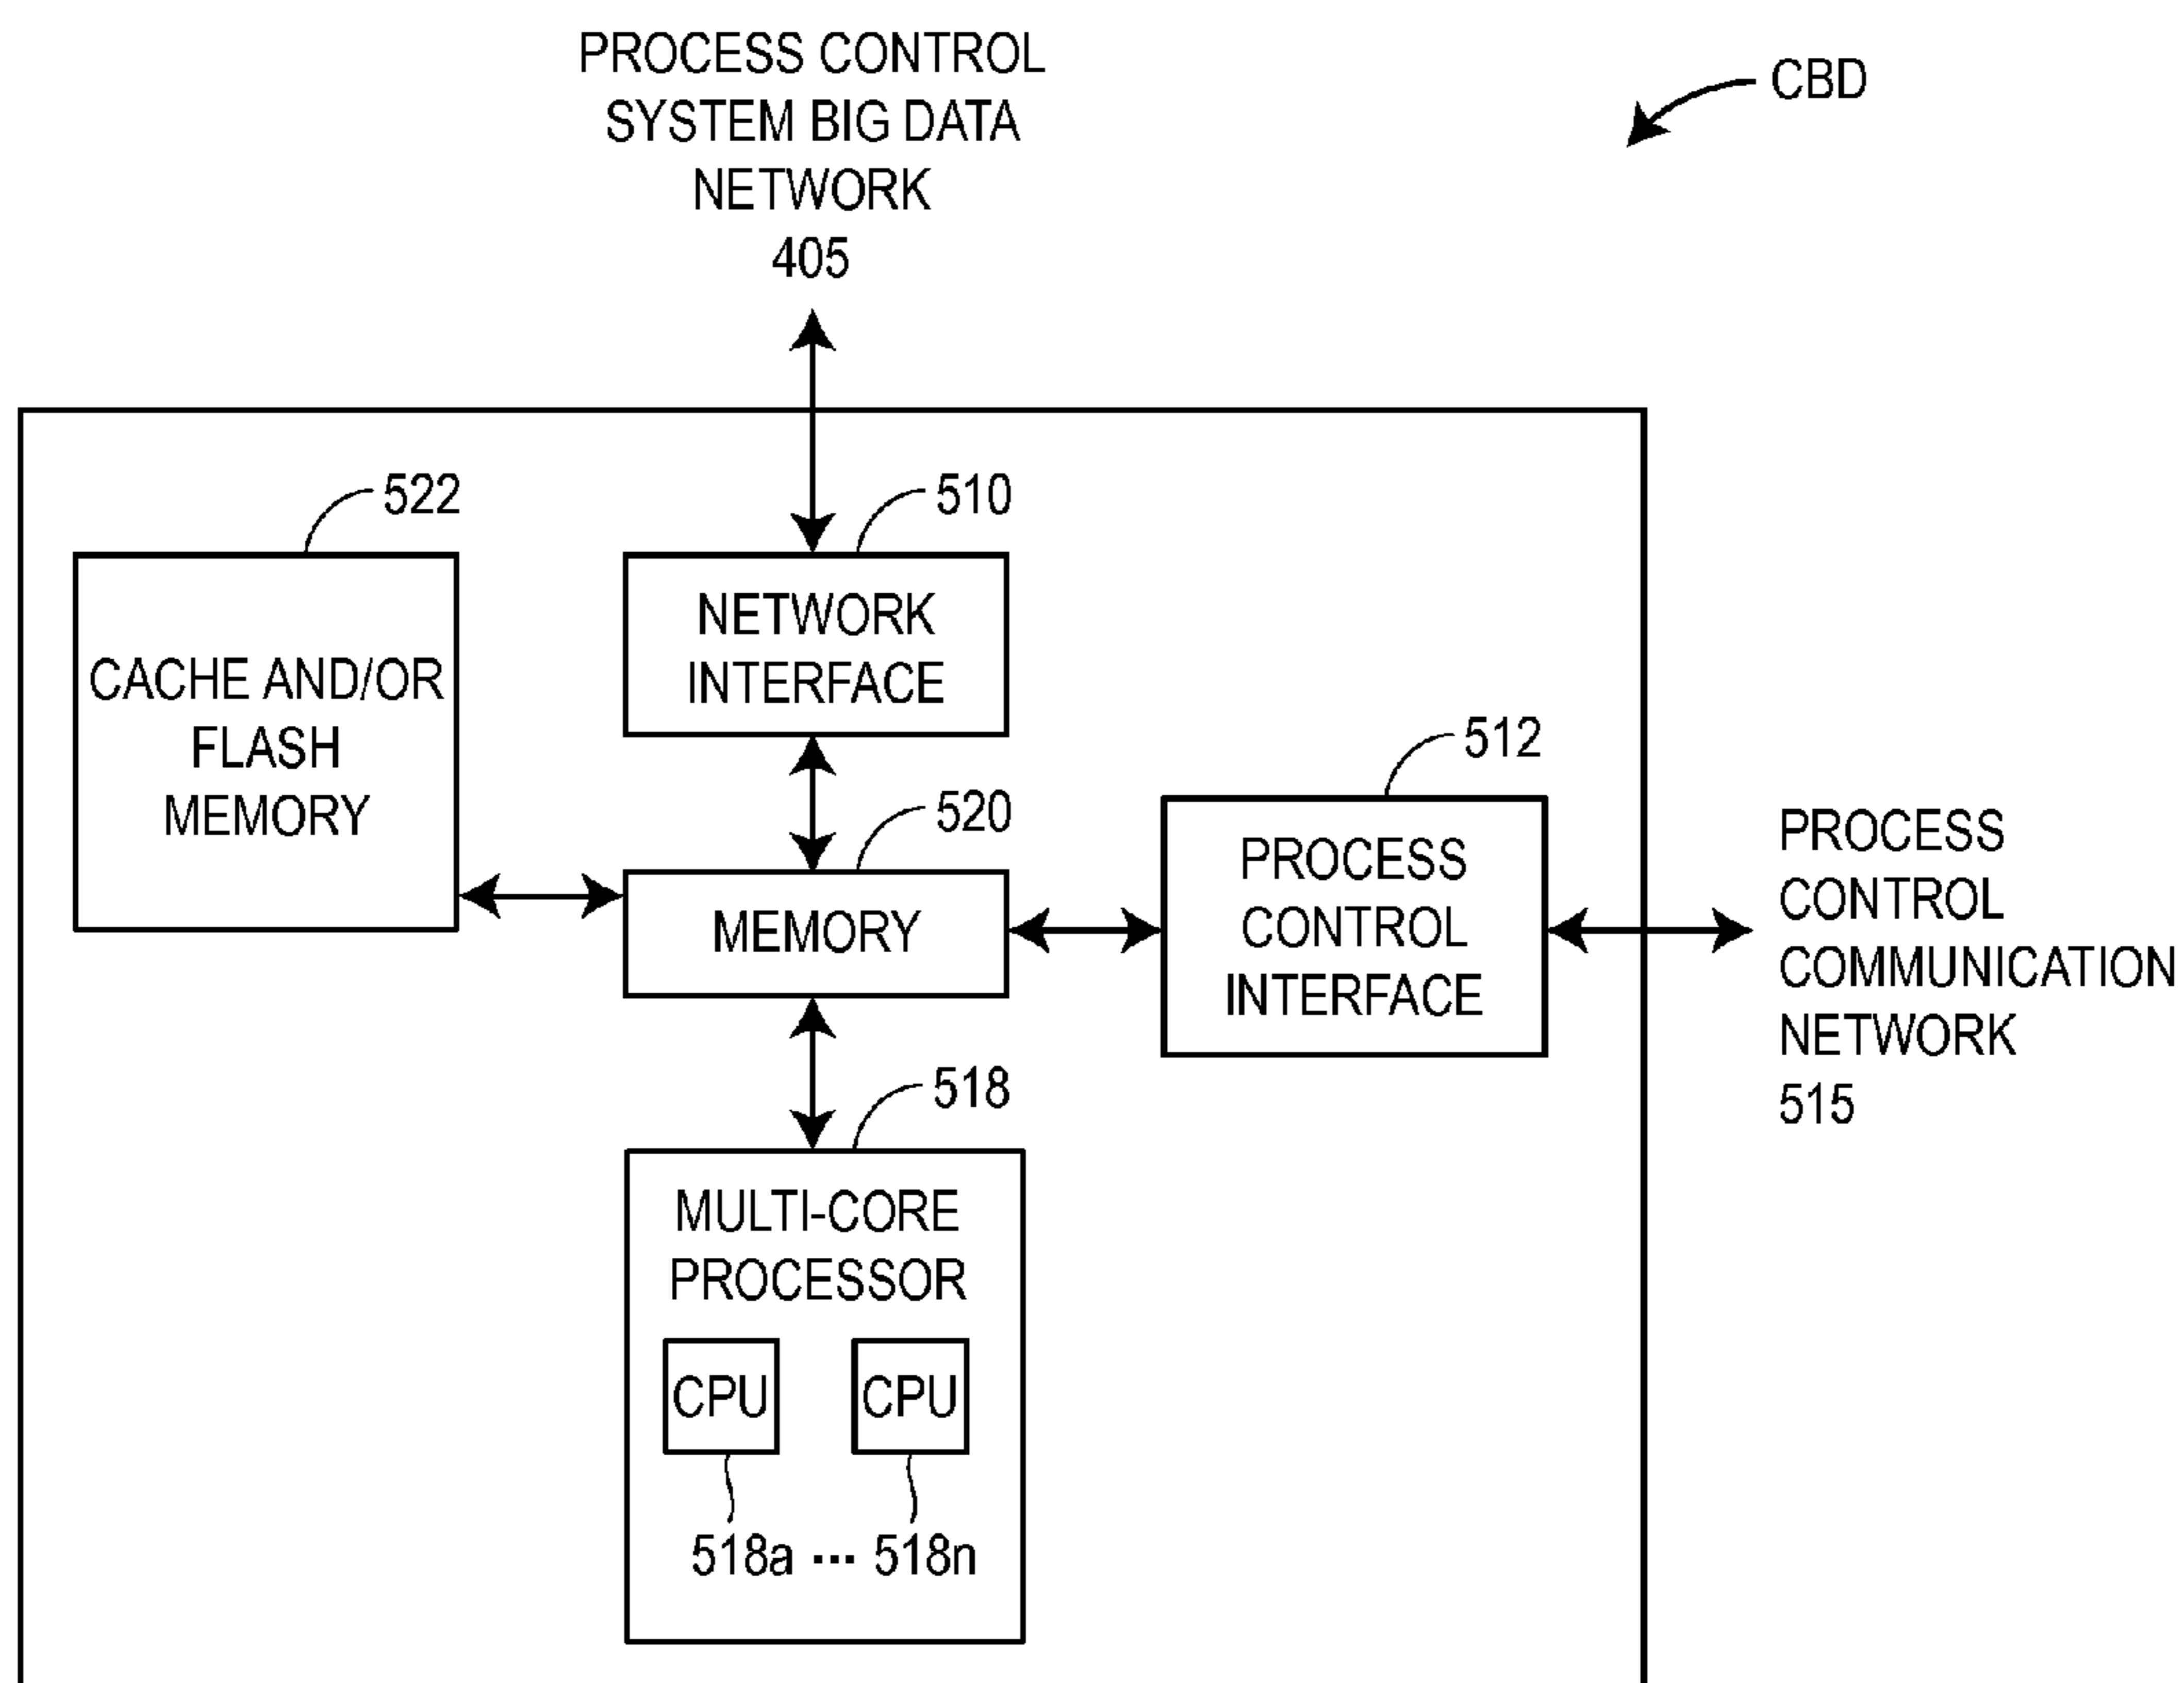 PROCESS CONTROL
SYSTEM BIG DATA
NETWORK
405
CBD
522
510
CACHE AND/OR
FLASH
MEMORY
NETWORK
INTERFACE
512
520
MEMORY
PROCESS
CONTROL
INTERFACE
PROCESS
CONTROL
COMMUNICATION
NETWORK
515
518
MULTI-CORE
PROCESSOR
CPU
CPU
518a ... 518n